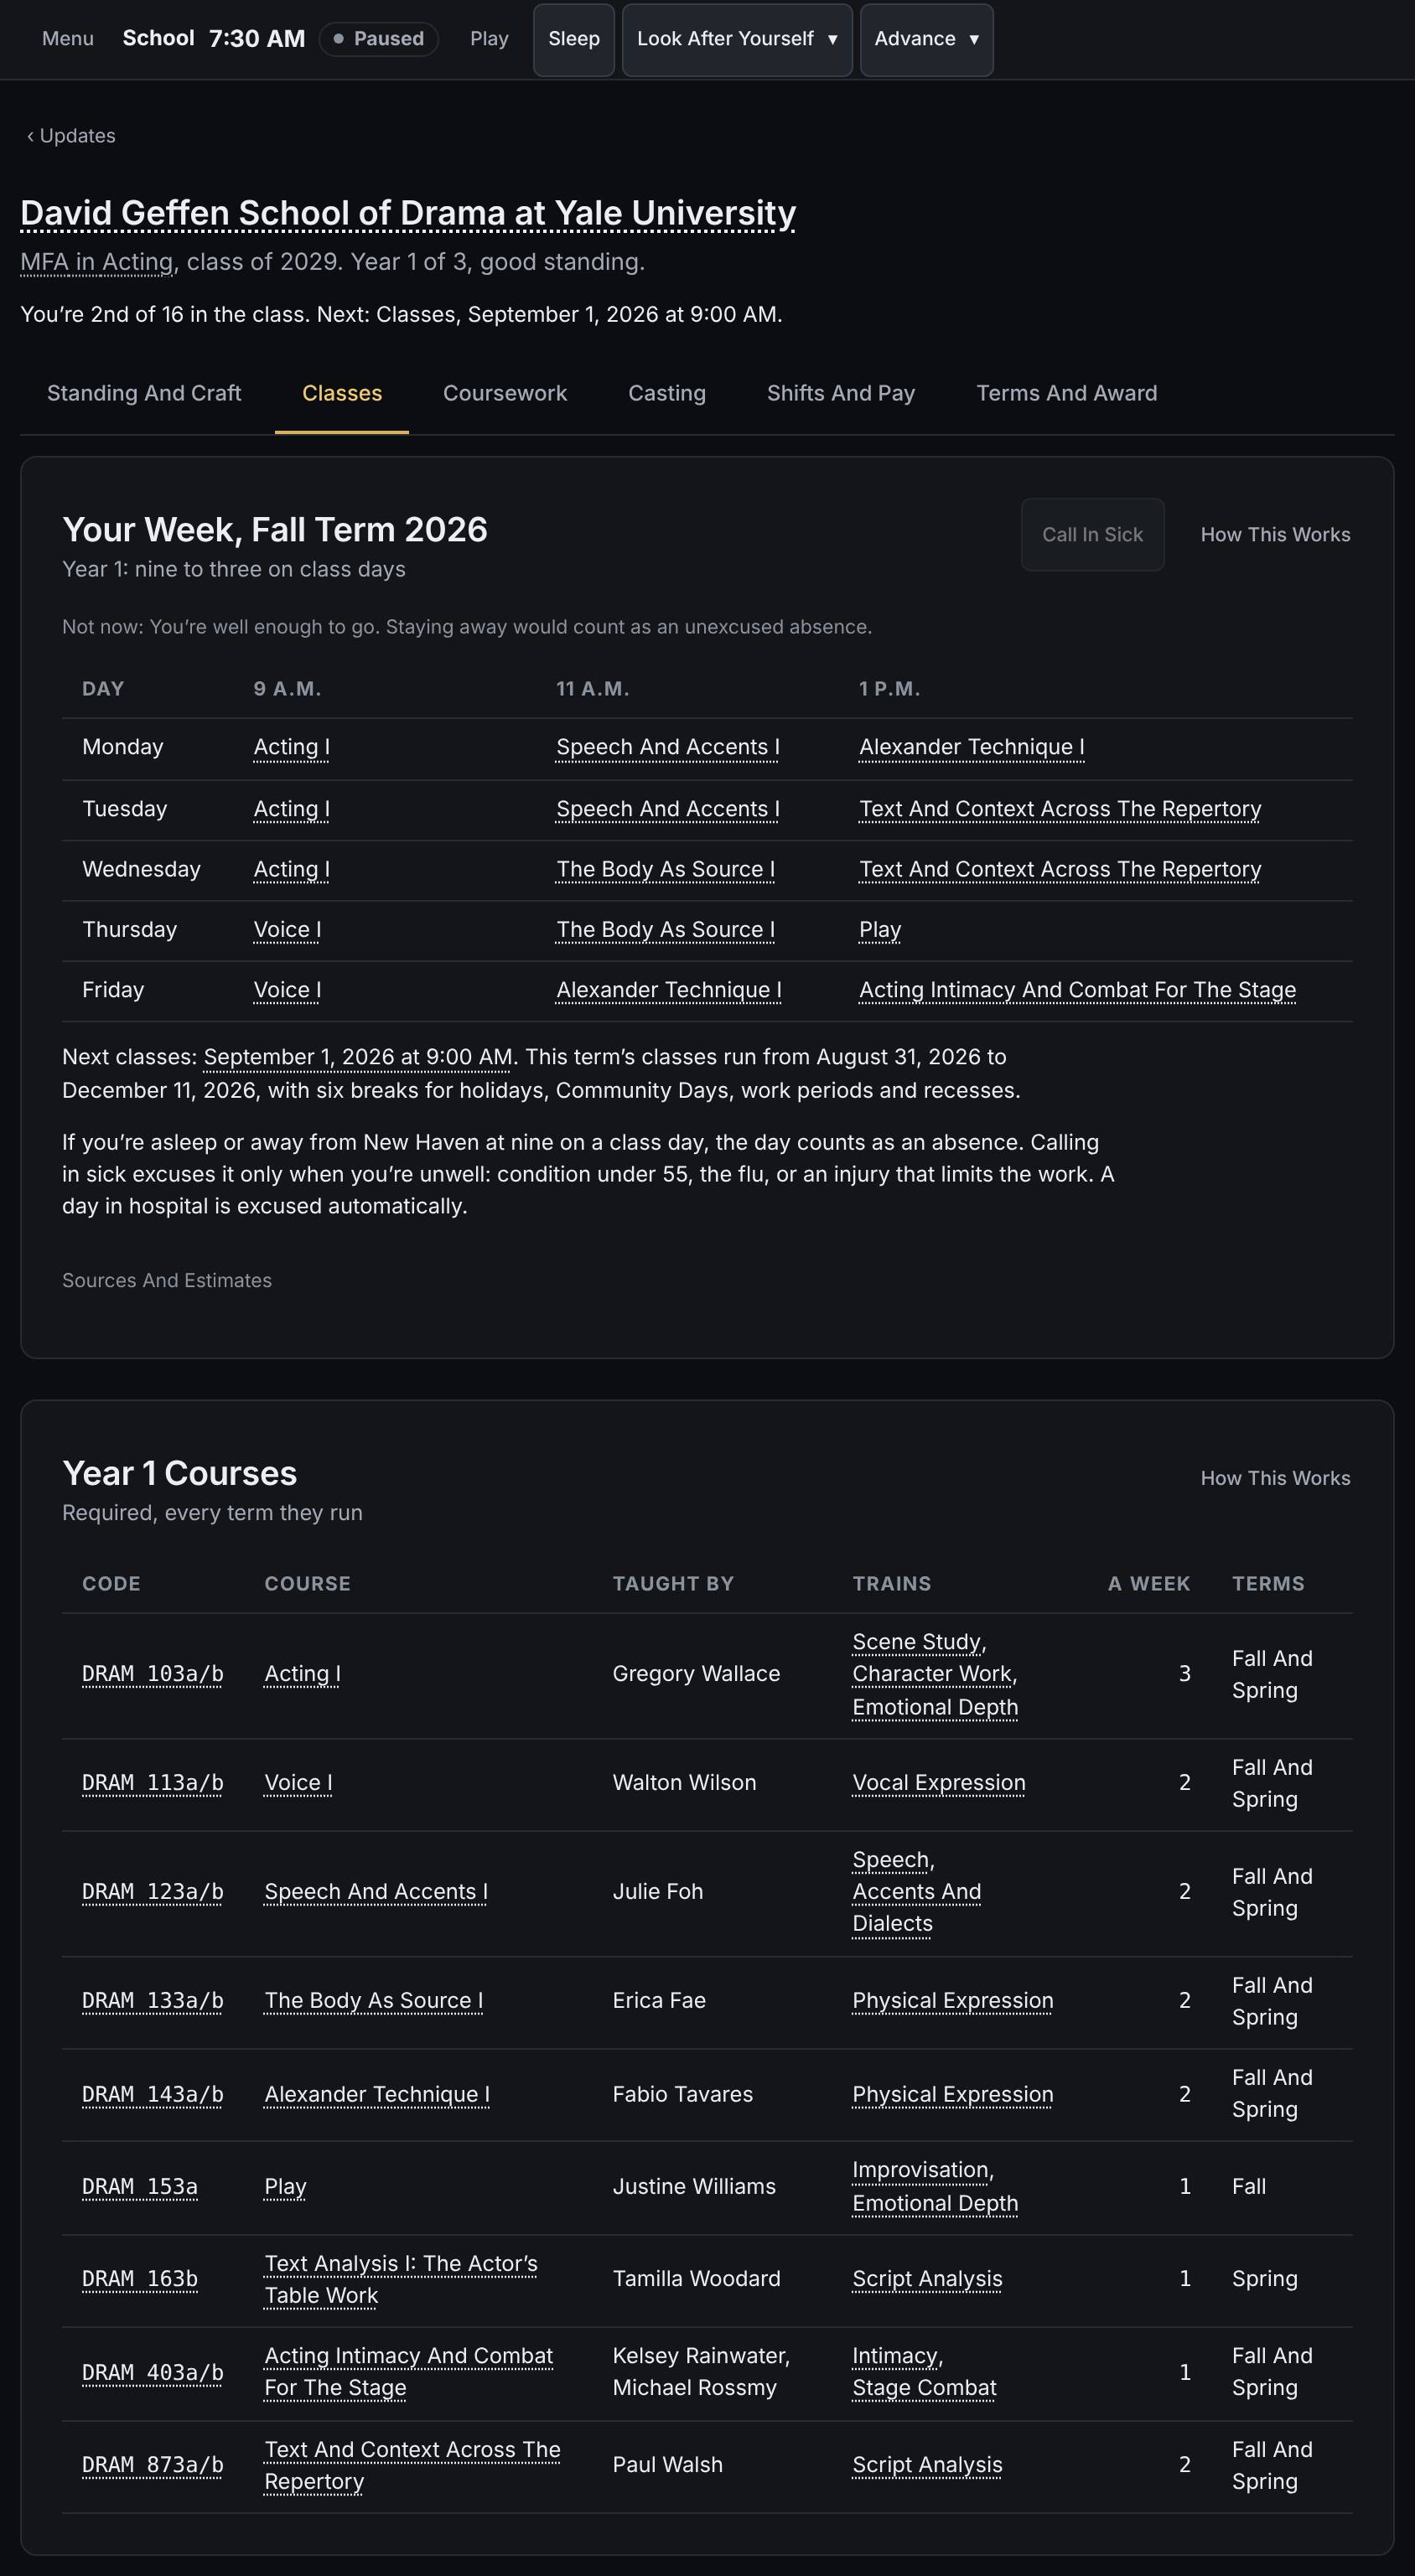 Menu School 7:30 AM Paused Play Sleep Look After Yourself ▾ Advance ▾
‹ Updates
David Geffen School of Drama at Yale University
MFA in Acting, class of 2029. Year 1 of 3, good standing.
You’re 2nd of 16 in the class. Next: Classes, September 1, 2026 at 9:00 AM.
Standing And Craft Classes Coursework Casting Shifts And Pay Terms And Award
Your Week, Fall Term 2026
Call In Sick How This Works
Year 1: nine to three on class days
Not now: You’re well enough to go. Staying away would count as an unexcused absence.
DAY 9 A.M. 11 A.M. 1 P.M.
Monday Acting I Speech And Accents I Alexander Technique I
Tuesday Acting I Speech And Accents I Text And Context Across The Repertory
Wednesday Acting I The Body As Source I Text And Context Across The Repertory
Thursday Voice I The Body As Source I Play
Friday Voice I Alexander Technique I Acting Intimacy And Combat For The Stage
Next classes: September 1, 2026 at 9:00 AM. This term’s classes run from August 31, 2026 to
December 11, 2026, with six breaks for holidays, Community Days, work periods and recesses.
If you’re asleep or away from New Haven at nine on a class day, the day counts as an absence. Calling
in sick excuses it only when you’re unwell: condition under 55, the flu, or an injury that limits the work. A
day in hospital is excused automatically.
Sources And Estimates
Year 1 Courses
How This Works
Required, every term they run
CODE COURSE TAUGHT BY TRAINS A WEEK TERMS
DRAM 103a/b Acting I Gregory Wallace Scene Study,
Character Work,
Emotional Depth 3 Fall And
Spring
DRAM 113a/b Voice I Walton Wilson Vocal Expression 2 Fall And
Spring
DRAM 123a/b Speech And Accents I Julie Foh Speech,
Accents And
Dialects 2 Fall And
Spring
DRAM 133a/b The Body As Source I Erica Fae Physical Expression 2 Fall And
Spring
DRAM 143a/b Alexander Technique I Fabio Tavares Physical Expression 2 Fall And
Spring
DRAM 153a Play Justine Williams Improvisation,
Emotional Depth 1 Fall
DRAM 163b Text Analysis I: The Actor’s
Table Work Tamilla Woodard Script Analysis 1 Spring
DRAM 403a/b Acting Intimacy And Combat
For The Stage Kelsey Rainwater,
Michael Rossmy Intimacy,
Stage Combat 1 Fall And
Spring
DRAM 873a/b Text And Context Across The
Repertory Paul Walsh Script Analysis 2 Fall And
Spring